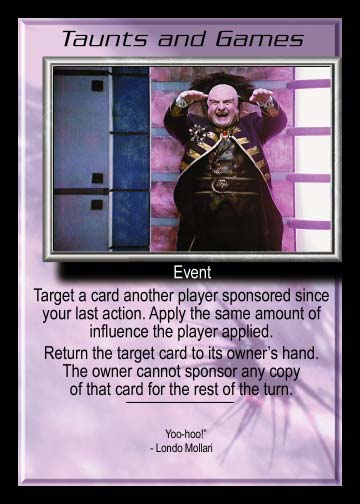 Taunts and Games
Event
Target a card another player sponsored since
your last action. Apply the same amount of
influence the player applied.
Return the target card to its owner's hand.
The owner cannot sponsor any copy
of that card for the rest of the turn.
Yoo-hoo!"
- Londo Mollari